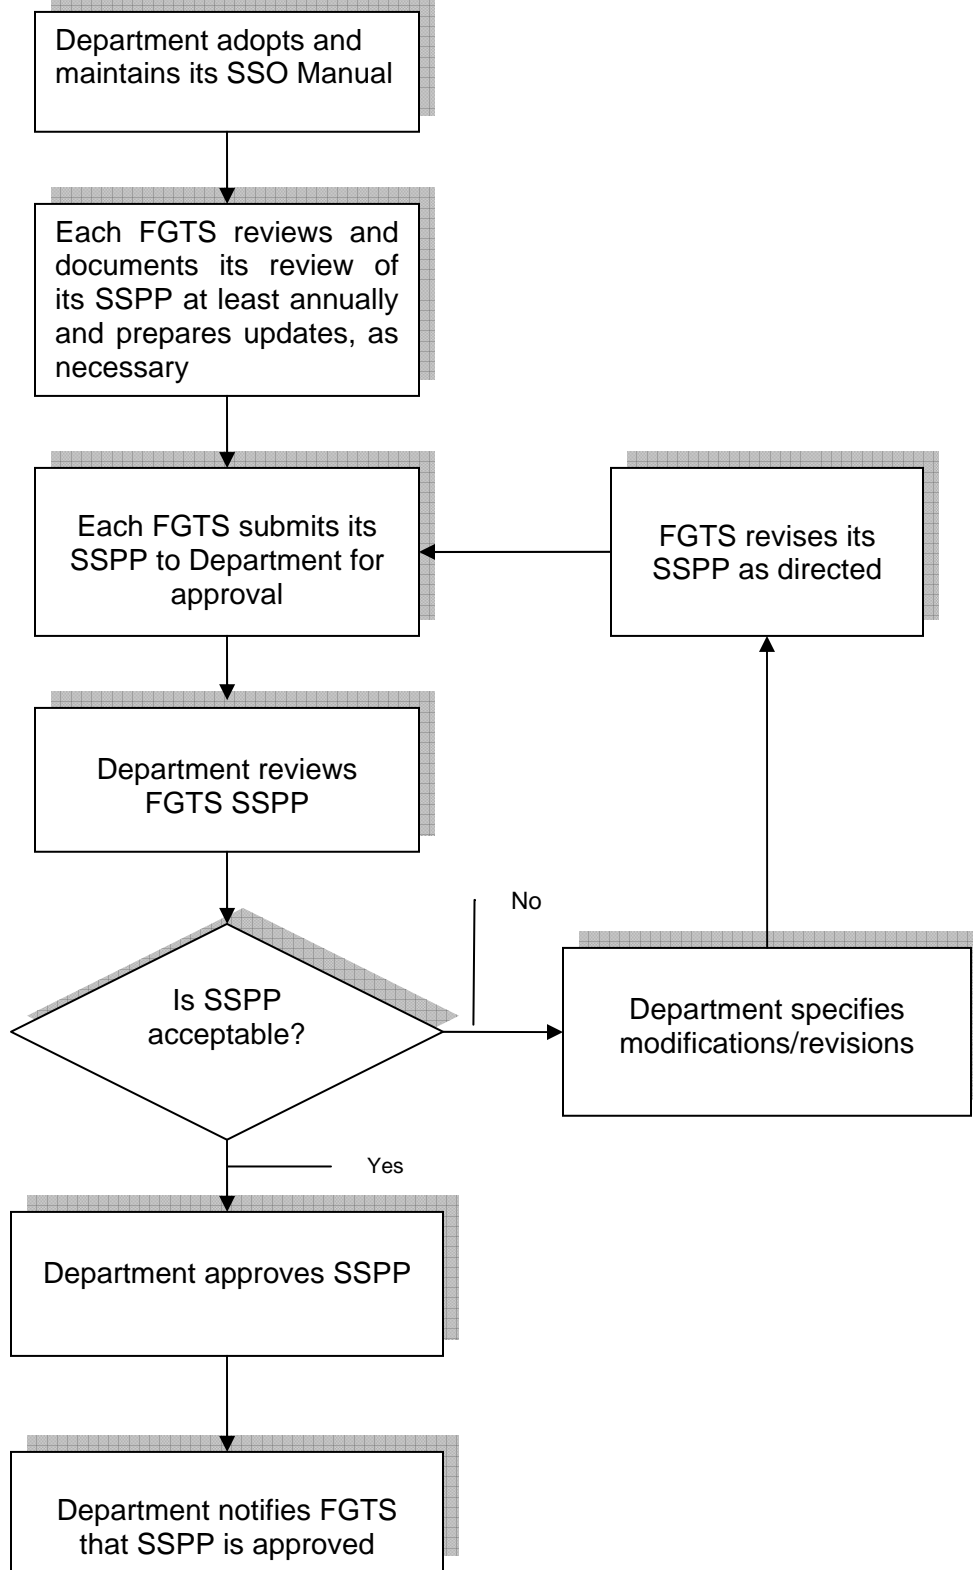 Department adopts and
maintains its SSO Manual
Each FGTS reviews and
documents its review of
its SSPP at least annually
and prepares updates, as
necessary
Each FGTS submits its
SSPP to Department for
approval
FGTS revises its
SSPP as directed
Department reviews
FGTS SSPP
No
Is SSPP
acceptable?
Department specifies
modifications/revisions
Yes
Department approves SSPP
Department notifies FGTS
that SSPP is approved